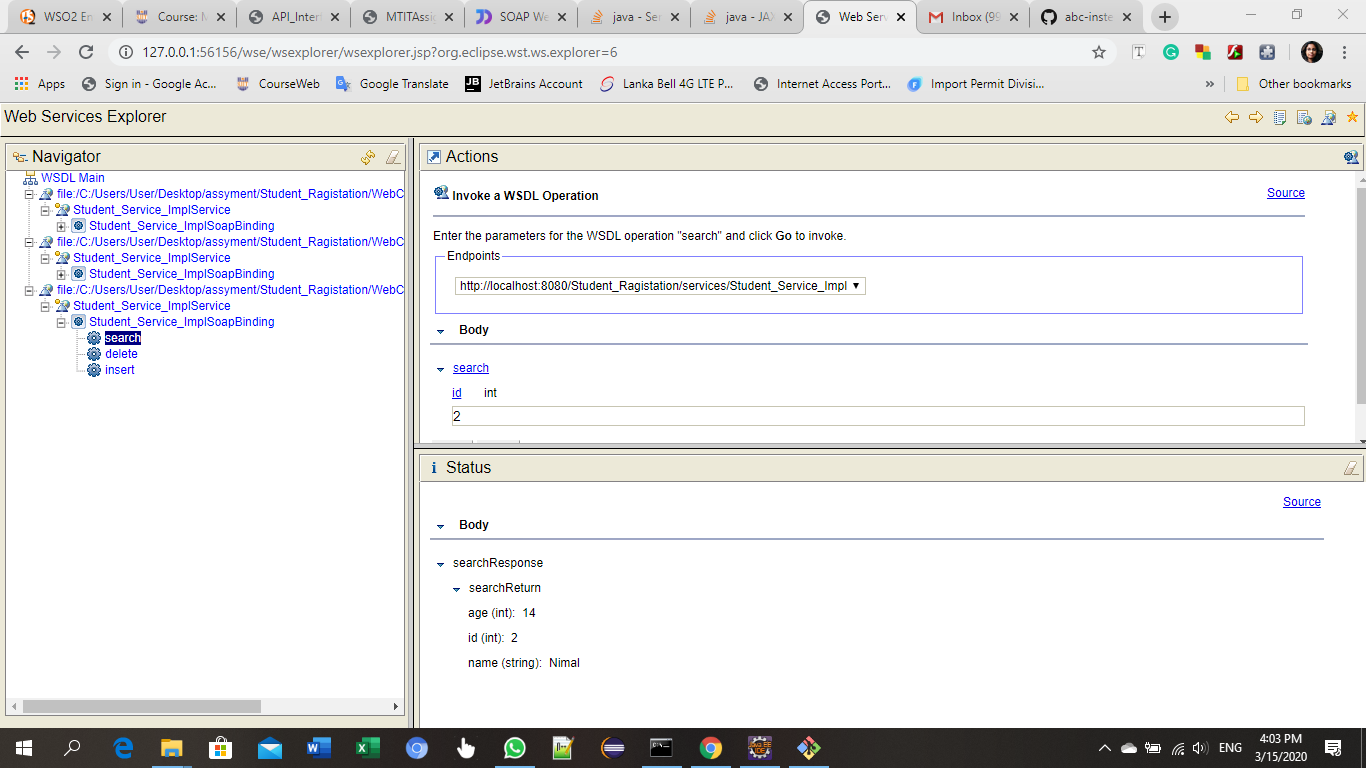 WSO2 En
Course: M
API_Inter
MTITAssig
SOAP We
java - Ser
java - JAX
Web Serv
Inbox (99
abc-inste
127.0.0.1:56156/wse/wsexplorer/wsexplorer.jsp?org.eclipse.wst.ws.explorer=6
Apps
Sign in - Google Ac...
CourseWeb
Google Translate
JetBrains Account
Lanka Bell 4G LTE P...
Internet Access Port...
Import Permit Divisi...
»
Other bookmarks
Web Services Explorer
Navigator
WSDL Main
file:/C:/Users/User/Desktop/assyment/Student_Ragistation/WebC
Student_Service_ImplService
Student_Service_ImplSoapBinding
file:/C:/Users/User/Desktop/assyment/Student_Ragistation/WebC
Student_Service_ImplService
Student_Service_ImplSoapBinding
file:/C:/Users/User/Desktop/assyment/Student_Ragistation/WebC
Student_Service_ImplService
Student_Service_ImplSoapBinding
search
delete
insert
Actions
Invoke a WSDL Operation
Source
Enter the parameters for the WSDL operation "search" and click Go to invoke.
Endpoints
http://localhost:8080/Student_Ragistation/services/Student_Service_Impl
Body
search
id int
2
Status
Source
Body
searchResponse
searchReturn
age (int): 14
id (int): 2
name (string): Nimal
ENG
4:03 PM
3/15/2020